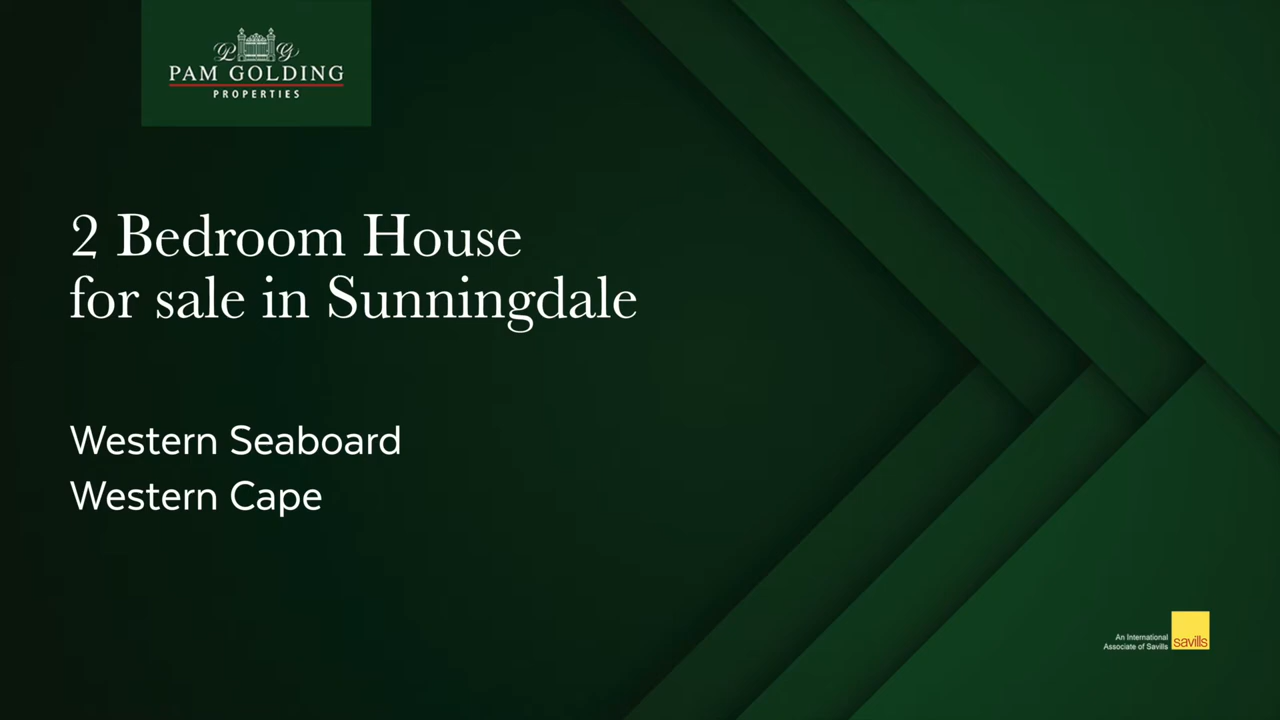 PG
PAM GOLDING
PROPERTIES
2 Bedroom House
for sale in Sunningdale
Western Seaboard
Western Cape
An International
Associate of Savills
savills